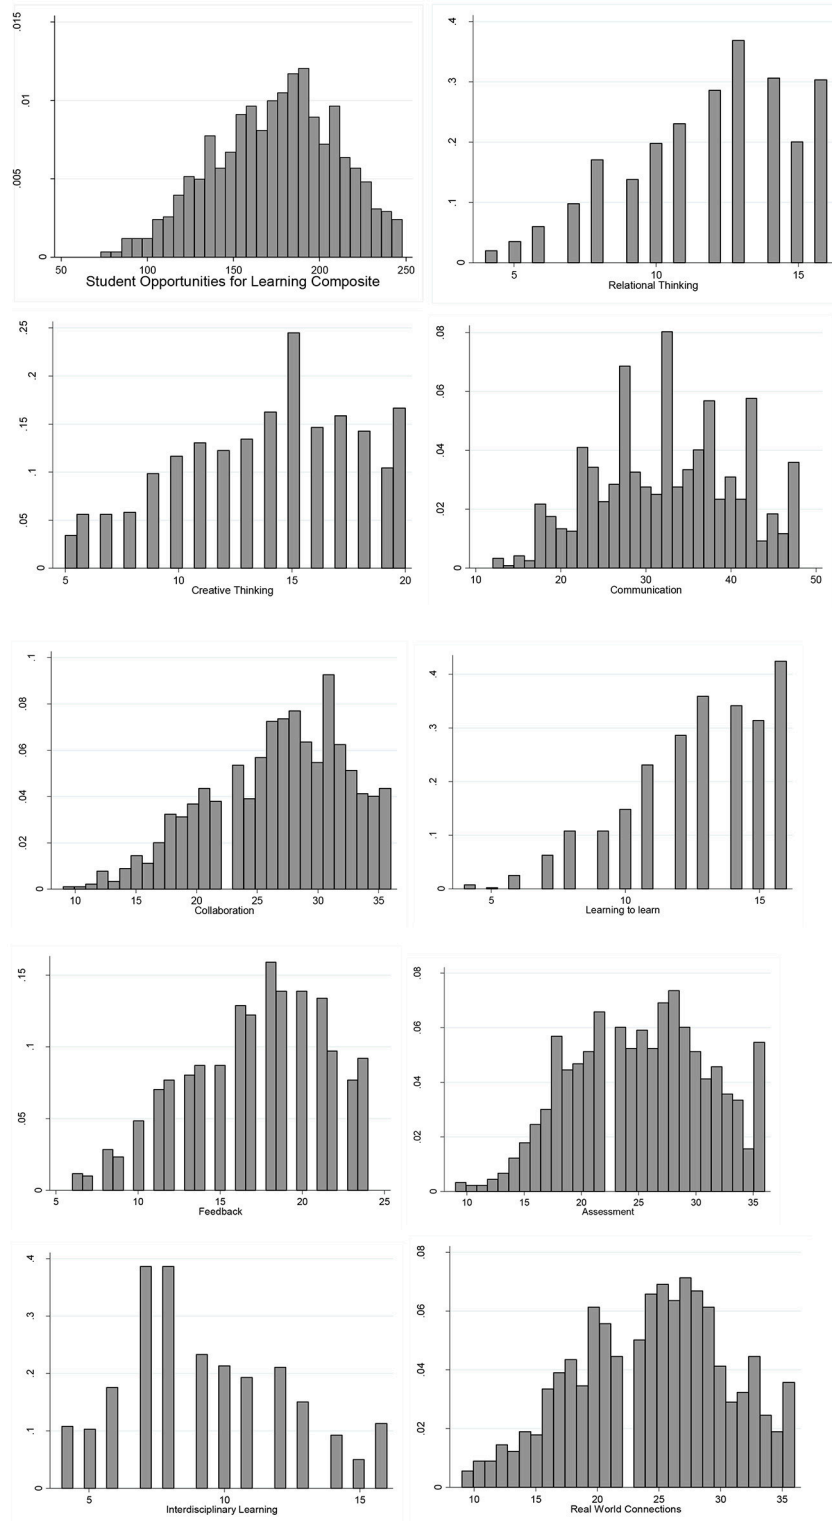 .015
.01
.005
0
50 100 150 200 250
Student Opportunities for Learning Composite
.4
.3
.2
.1
0
5 10 15
Relational Thinking
.25
.2
.15
.1
.05
0
5 10 15 20
Creative Thinking
.08
.06
.04
.02
0
10 20 30 40 50
Communication
.1
.08
.06
.04
.02
0
10 15 20 25 30 35
Collaboration
.4
.3
.2
.1
0
5 10 15
Learning to learn
.15
.1
.05
0
5 10 15 20 25
Feedback
.08
.06
.04
.02
0
10 15 20 25 30 35
Assessment
.4
.3
.2
.1
0
5 10 15
Interdisciplinary Learning
.08
.06
.04
.02
0
10 15 20 25 30 35
Real World Connections